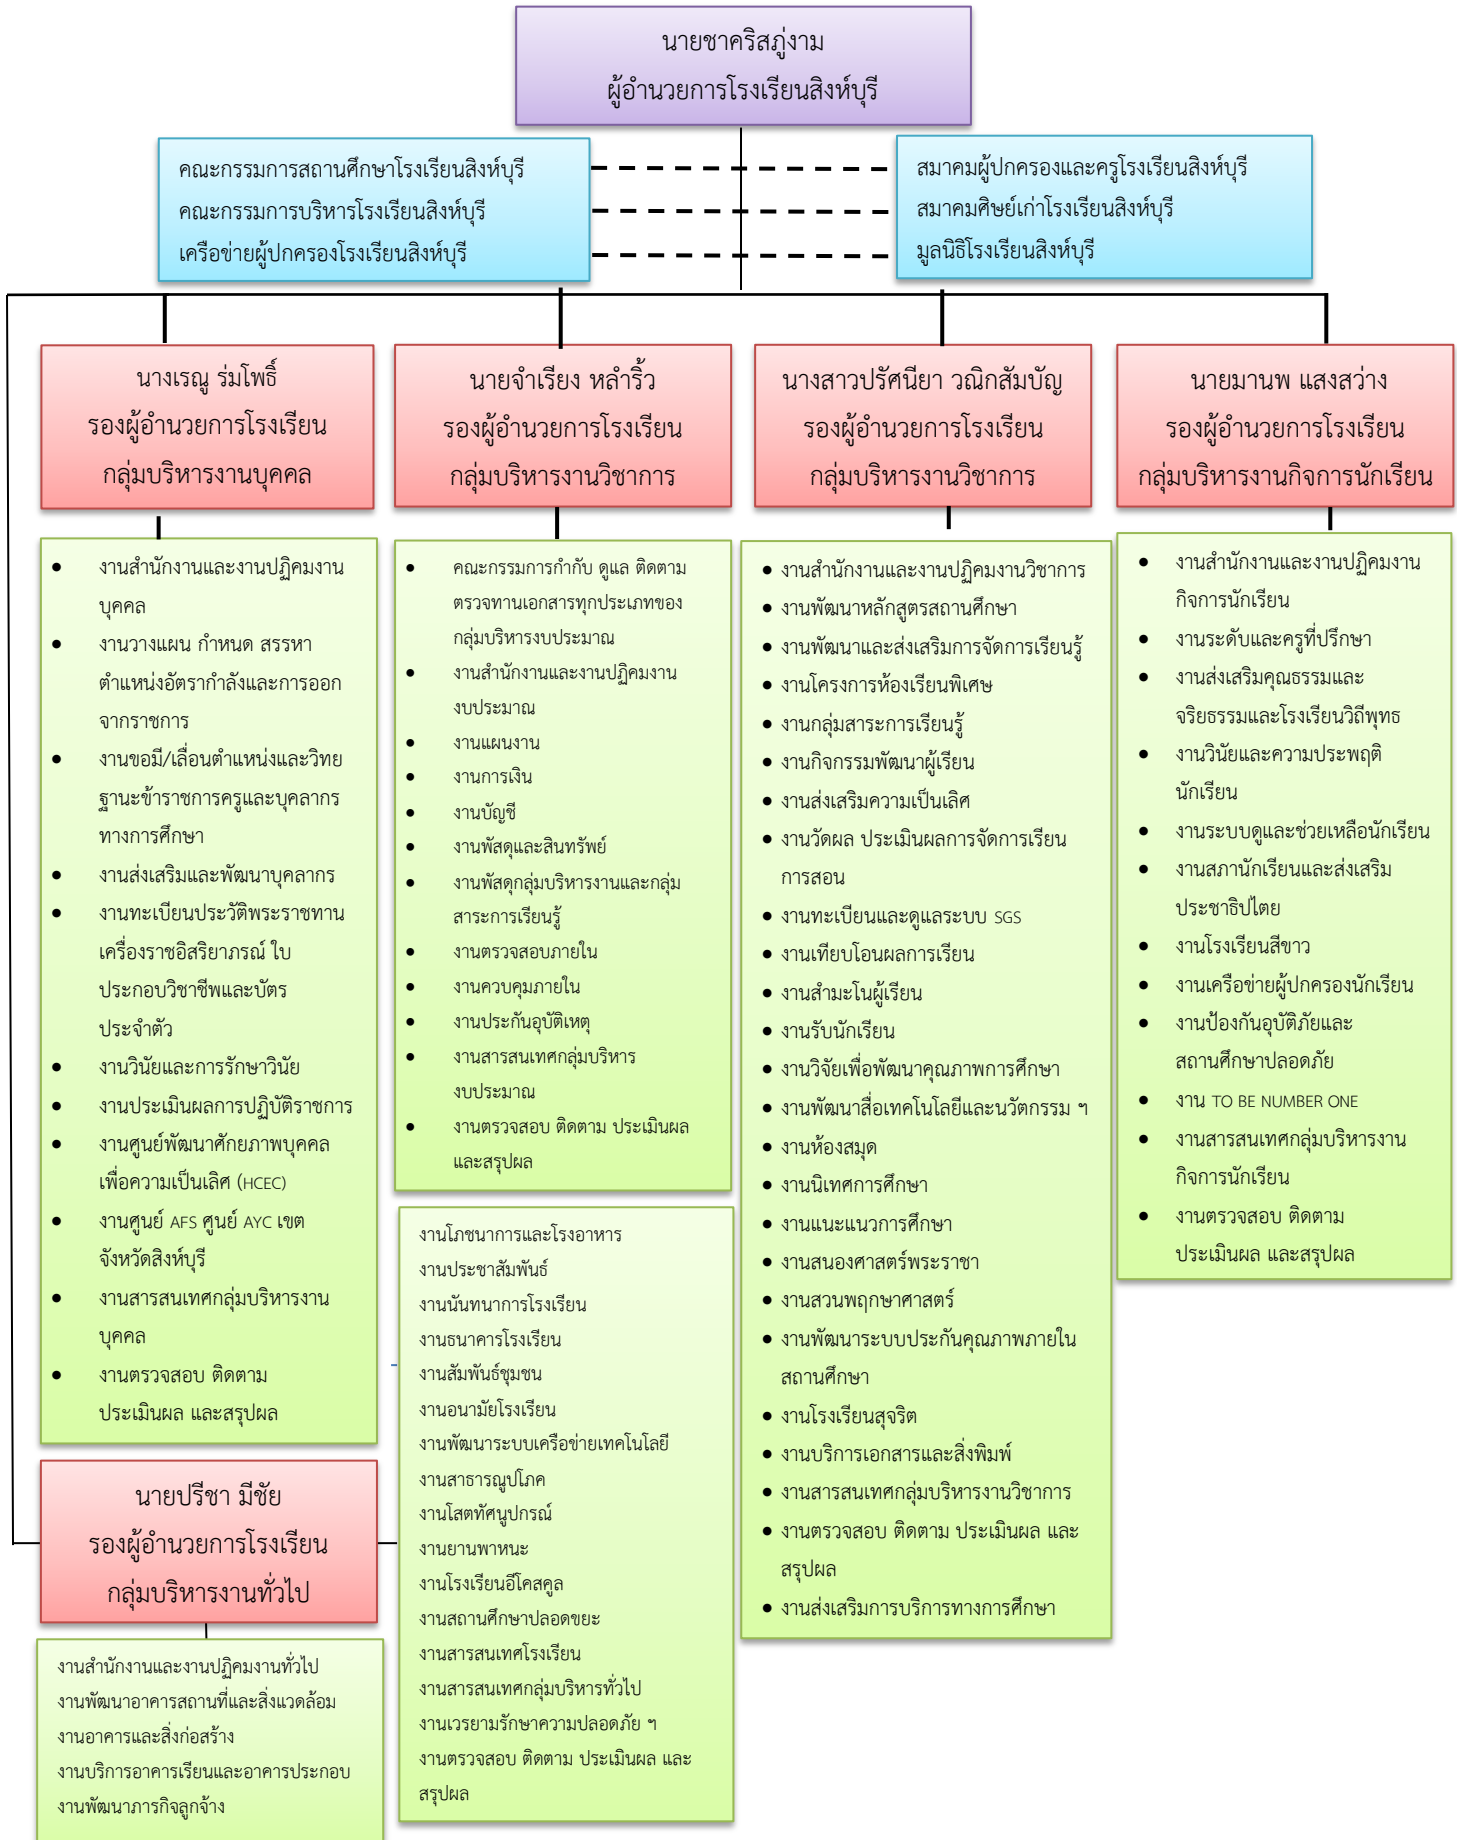 นายชาคริสภู่งาม
ผู้อำนวยการโรงเรียนสิงห์บุรี
คณะกรรมการสถานศึกษาโรงเรียนสิงห์บุรี
คณะกรรมการบริหารโรงเรียนสิงห์บุรี
เครือข่ายผู้ปกครองโรงเรียนสิงห์บุรี
สมาคมผู้ปกครองและครูโรงเรียนสิงห์บุรี
สมาคมศิษย์เก่าโรงเรียนสิงห์บุรี
มูลนิธิโรงเรียนสิงห์บุรี
นางเรณู ร่มโพธิ์
รองผู้อำนวยการโรงเรียน
กลุ่มบริหารงานบุคคล
นายจำเรียง หลำริ้ว
รองผู้อำนวยการโรงเรียน
กลุ่มบริหารงานวิชาการ
นางสาวปรัศนียา วณิกสัมบัญ
รองผู้อำนวยการโรงเรียน
กลุ่มบริหารงานวิชาการ
นายมานพ แสงสว่าง
รองผู้อำนวยการโรงเรียน
กลุ่มบริหารงานกิจการนักเรียน
• งานสำนักงานและงานปฏิคมงาน
บุคคล
• งานวางแผน กำหนด สรรหา
ตำแหน่งอัตรากำลังและการออก
จากราชการ
• งานขอมี/เลื่อนตำแหน่งและวิทย
ฐานะข้าราชการครูและบุคลากร
ทางการศึกษา
• งานส่งเสริมและพัฒนาบุคลากร
• งานทะเบียนประวัติพระราชทาน
เครื่องราชอิสริยาภรณ์ ใบ
ประกอบวิชาชีพและบัตร
ประจำตัว
• งานวินัยและการรักษาวินัย
• งานประเมินผลการปฏิบัติราชการ
• งานศูนย์พัฒนาศักยภาพบุคคล
เพื่อความเป็นเลิศ (HCEC)
• งานศูนย์ AFS ศูนย์ AYC เขต
จังหวัดสิงห์บุรี
• งานสารสนเทศกลุ่มบริหารงาน
บุคคล
• งานตรวจสอบ ติดตาม
ประเมินผล และสรุปผล
• คณะกรรมการกำกับ ดูแล ติดตาม
ตรวจทานเอกสารทุกประเภทของ
กลุ่มบริหารงบประมาณ
• งานสำนักงานและงานปฏิคมงาน
งบประมาณ
• งานแผนงาน
• งานการเงิน
• งานบัญชี
• งานพัสดุและสินทรัพย์
• งานพัสดุกลุ่มบริหารงานและกลุ่ม
สาระการเรียนรู้
• งานตรวจสอบภายใน
• งานควบคุมภายใน
• งานประกันอุบัติเหตุ
• งานสารสนเทศกลุ่มบริหาร
งบประมาณ
• งานตรวจสอบ ติดตาม ประเมินผล
และสรุปผล
• งานสำนักงานและงานปฏิคมงานวิชาการ
• งานพัฒนาหลักสูตรสถานศึกษา
• งานพัฒนาและส่งเสริมการจัดการเรียนรู้
• งานโครงการห้องเรียนพิเศษ
• งานกลุ่มสาระการเรียนรู้
• งานกิจกรรมพัฒนาผู้เรียน
• งานส่งเสริมความเป็นเลิศ
• งานวัดผล ประเมินผลการจัดการเรียน
การสอน
• งานทะเบียนและดูแลระบบ SGS
• งานเทียบโอนผลการเรียน
• งานสำมะโนผู้เรียน
• งานรับนักเรียน
• งานวิจัยเพื่อพัฒนาคุณภาพการศึกษา
• งานพัฒนาสื่อเทคโนโลยีและนวัตกรรม ฯ
• งานห้องสมุด
• งานนิเทศการศึกษา
• งานแนะแนวการศึกษา
• งานสนองศาสตร์พระราชา
• งานสวนพฤกษาศาสตร์
• งานพัฒนาระบบประกันคุณภาพภายใน
สถานศึกษา
• งานโรงเรียนสุจริต
• งานบริการเอกสารและสิ่งพิมพ์
• งานสารสนเทศกลุ่มบริหารงานวิชาการ
• งานตรวจสอบ ติดตาม ประเมินผล และ
สรุปผล
• งานส่งเสริมการบริการทางการศึกษา
• งานสำนักงานและงานปฏิคมงาน
กิจการนักเรียน
• งานระดับและครูที่ปรึกษา
• งานส่งเสริมคุณธรรมและ
จริยธรรมและโรงเรียนวิถีพุทธ
• งานวินัยและความประพฤติ
นักเรียน
• งานระบบดูและช่วยเหลือนักเรียน
• งานสภานักเรียนและส่งเสริม
ประชาธิปไตย
• งานโรงเรียนสีขาว
• งานเครือข่ายผู้ปกครองนักเรียน
• งานป้องกันอุบัติภัยและ
สถานศึกษาปลอดภัย
• งาน TO BE NUMBER ONE
• งานสารสนเทศกลุ่มบริหารงาน
กิจการนักเรียน
• งานตรวจสอบ ติดตาม
ประเมินผล และสรุปผล
นายปรีชา มีชัย
รองผู้อำนวยการโรงเรียน
กลุ่มบริหารงานทั่วไป
งานสำนักงานและงานปฏิคมงานทั่วไป
งานพัฒนาอาคารสถานที่และสิ่งแวดล้อม
งานอาคารและสิ่งก่อสร้าง
งานบริการอาคารเรียนและอาคารประกอบ
งานพัฒนาภารกิจลูกจ้าง
งานโภชนาการและโรงอาหาร
งานประชาสัมพันธ์
งานนันทนาการโรงเรียน
งานธนาคารโรงเรียน
งานสัมพันธ์ชุมชน
งานอนามัยโรงเรียน
งานพัฒนาระบบเครือข่ายเทคโนโลยี
งานสาธารณูปโภค
งานโสตทัศนูปกรณ์
งานยานพาหนะ
งานโรงเรียนอีโคสคูล
งานสถานศึกษาปลอดขยะ
งานสารสนเทศโรงเรียน
งานสารสนเทศกลุ่มบริหารทั่วไป
งานเวรยามรักษาความปลอดภัย ฯ
งานตรวจสอบ ติดตาม ประเมินผล และ
สรุปผล